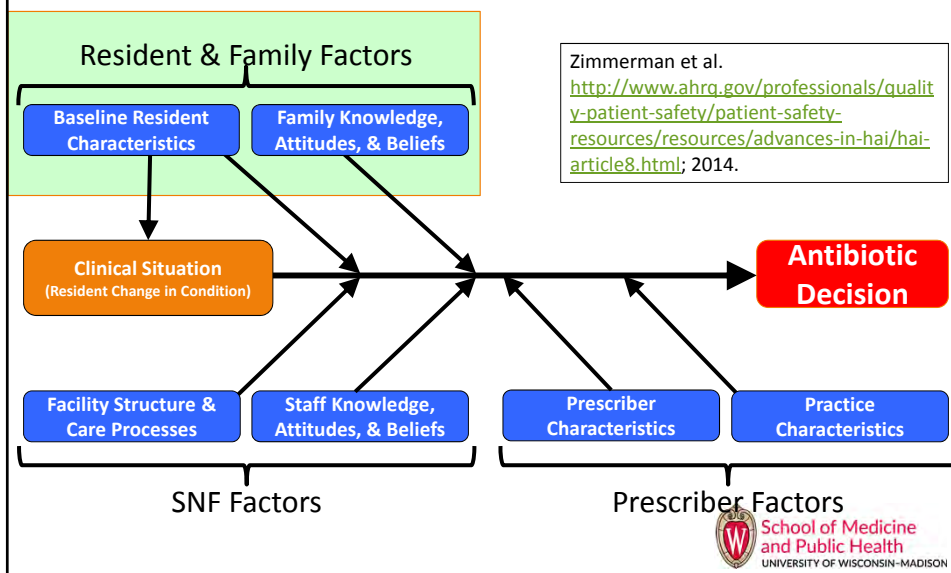 Resident & Family Factors
Baseline Resident
Characteristics
Family Knowledge,
Attitudes, & Beliefs
Zimmerman et al.
http://www.ahrq.gov/professionals/qualit
y-patient-safety/patient-safety-
resources/resources/advances-in-hai/hai-
article8.html; 2014.
Clinical Situation
(Resident Change in Condition)
Antibiotic
Decision
Facility Structure &
Care Processes
Staff Knowledge,
Attitudes, & Beliefs
Prescriber
Characteristics
Practice
Characteristics
SNF Factors
Prescriber Factors
W
School of Medicine
and Public Health
UNIVERSITY OF WISCONSIN–MADISON